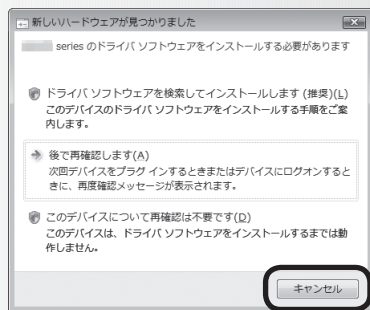 新しいハードウェアが見つかりました
series のドライバ ソフトウェアをインストールする必要があります
ドライバ ソフトウェアを検索してインストールします (推奨)(L)
このデバイスのドライバ ソフトウェアをインストールする手順をご案
内します。
後で再確認します(A)
次回デバイスをプラグ インするときまたはデバイスにログオンすると
きに、再度確認メッセージが表示されます。
このデバイスについて再確認は不要です(D)
このデバイスは、ドライバ ソフトウェアをインストールするまでは動
作しません。
キャンセル